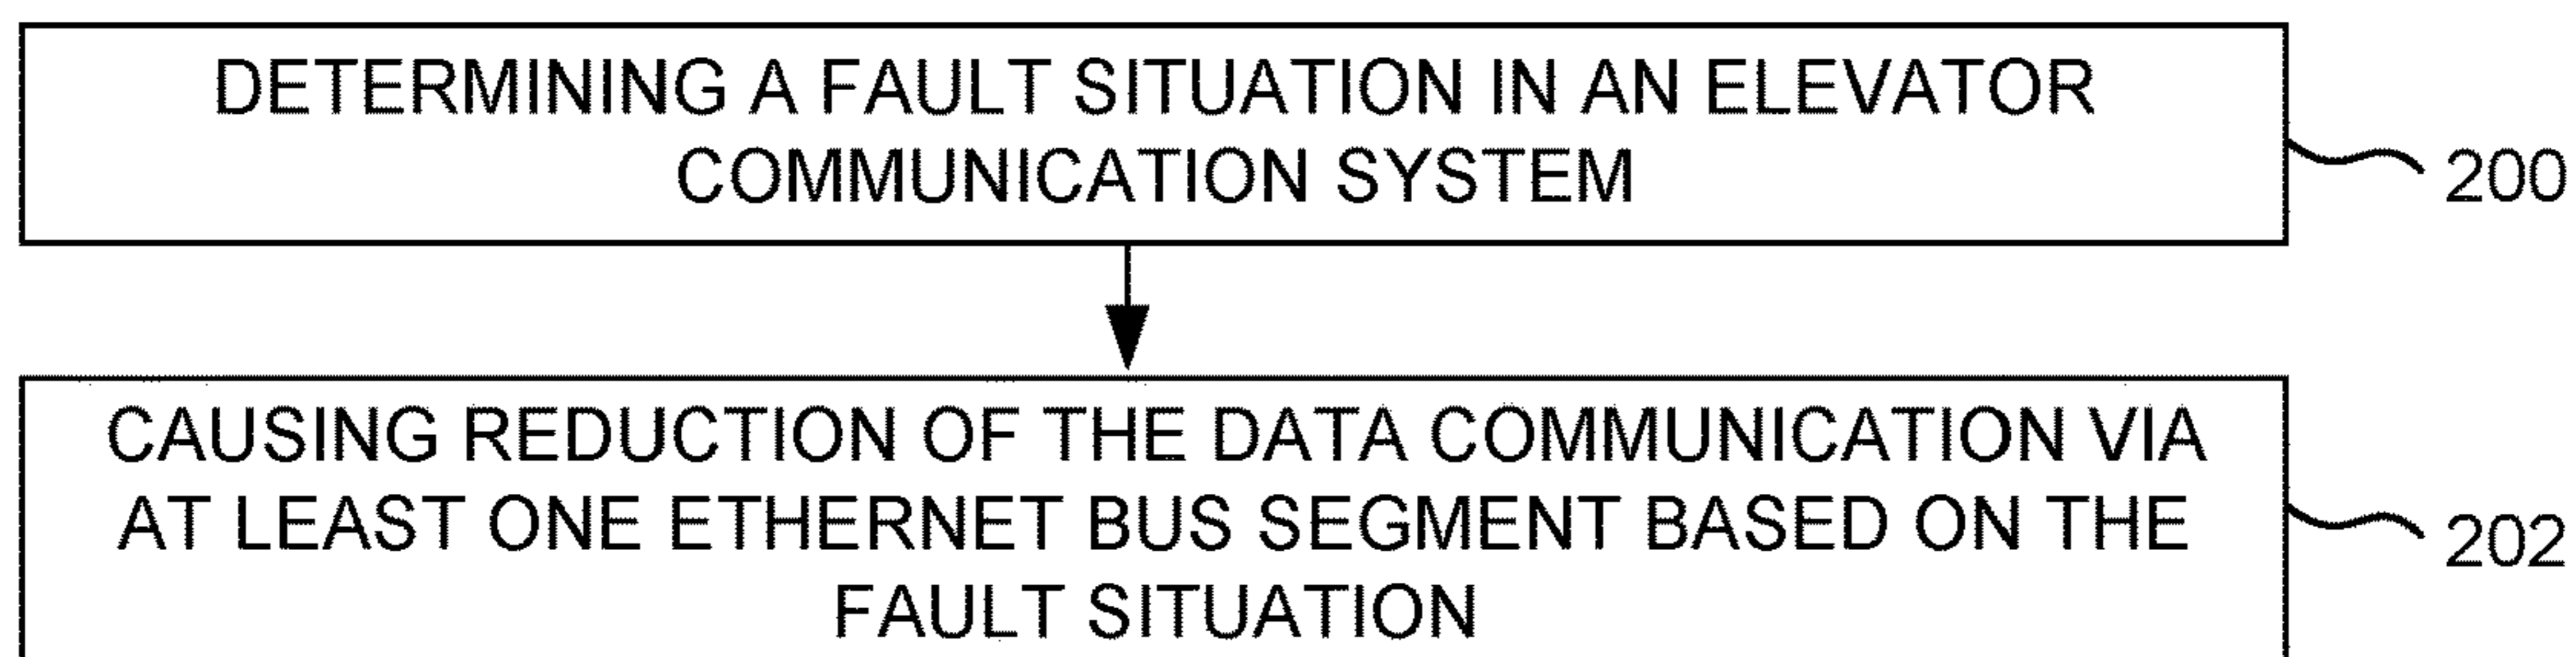 DETERMINING A FAULT SITUATION IN AN ELEVATOR
COMMUNICATION SYSTEM
200
CAUSING REDUCTION OF THE DATA COMMUNICATION VIA
AT LEAST ONE ETHERNET BUS SEGMENT BASED ON THE
FAULT SITUATION
202